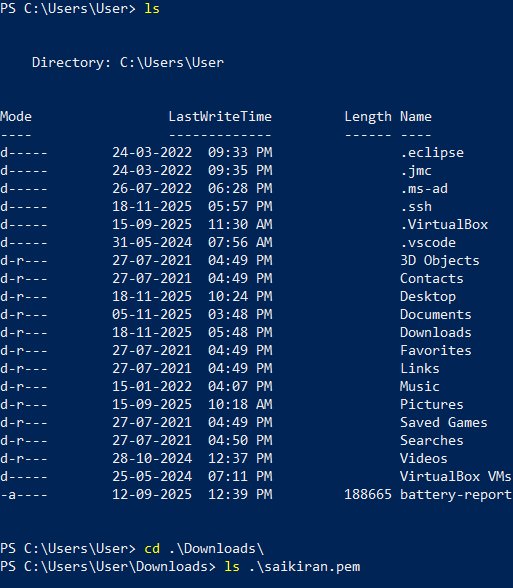 PS C:\Users\User> ls
Directory: C:\Users\User
Mode LastWriteTime Length Name
---- ------------- ------ ----
d----- 24-03-2022 09:33 PM .eclipse
d----- 24-03-2022 09:35 PM .jmc
d----- 26-07-2022 06:28 PM .ms-ad
d----- 18-11-2025 05:57 PM .ssh
d----- 15-09-2025 11:30 AM .VirtualBox
d----- 31-05-2024 07:56 AM .vscode
d-r--- 27-07-2021 04:49 PM 3D Objects
d-r--- 27-07-2021 04:49 PM Contacts
d-r--- 18-11-2025 10:24 PM Desktop
d-r--- 05-11-2025 03:48 PM Documents
d-r--- 18-11-2025 05:48 PM Downloads
d-r--- 27-07-2021 04:49 PM Favorites
d-r--- 27-07-2021 04:49 PM Links
d-r--- 15-01-2022 04:07 PM Music
d-r--- 15-09-2025 10:18 AM Pictures
d-r--- 27-07-2021 04:49 PM Saved Games
d-r--- 27-07-2021 04:50 PM Searches
d-r--- 28-10-2024 12:37 PM Videos
d----- 25-05-2024 07:11 PM VirtualBox VMs
-a---- 12-09-2025 12:39 PM 188665 battery-report
PS C:\Users\User> cd .\Downloads\
PS C:\Users\User\Downloads> ls .\saikiran.pem